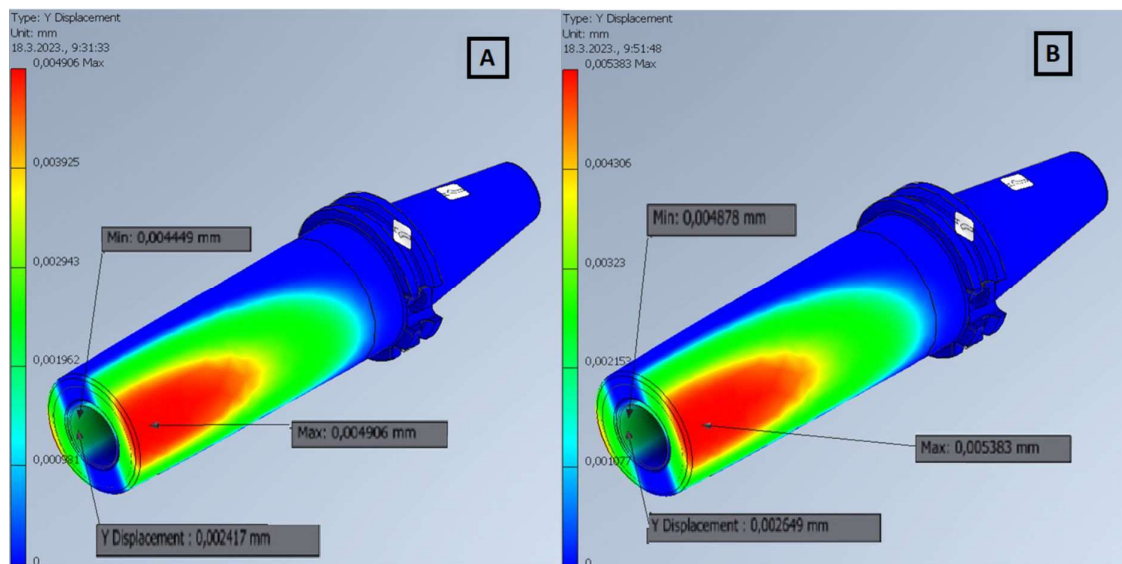 Type: Y Displacement
Unit: mm
18.3.2023., 9:31:33
0,004906 Max
A
0,003925
Min: 0,004449 mm
0,002943
0,001962
Max: 0,004906 mm
0,000981
Y Displacement : 0,002417 mm
0
Type: Y Displacement
Unit: mm
18.3.2023., 9:51:48
0,005383 Max
B
0,004306
Min: 0,004878 mm
0,00323
0,002153
Max: 0,005383 mm
0,001077
Y Displacement : 0,002649 mm
0